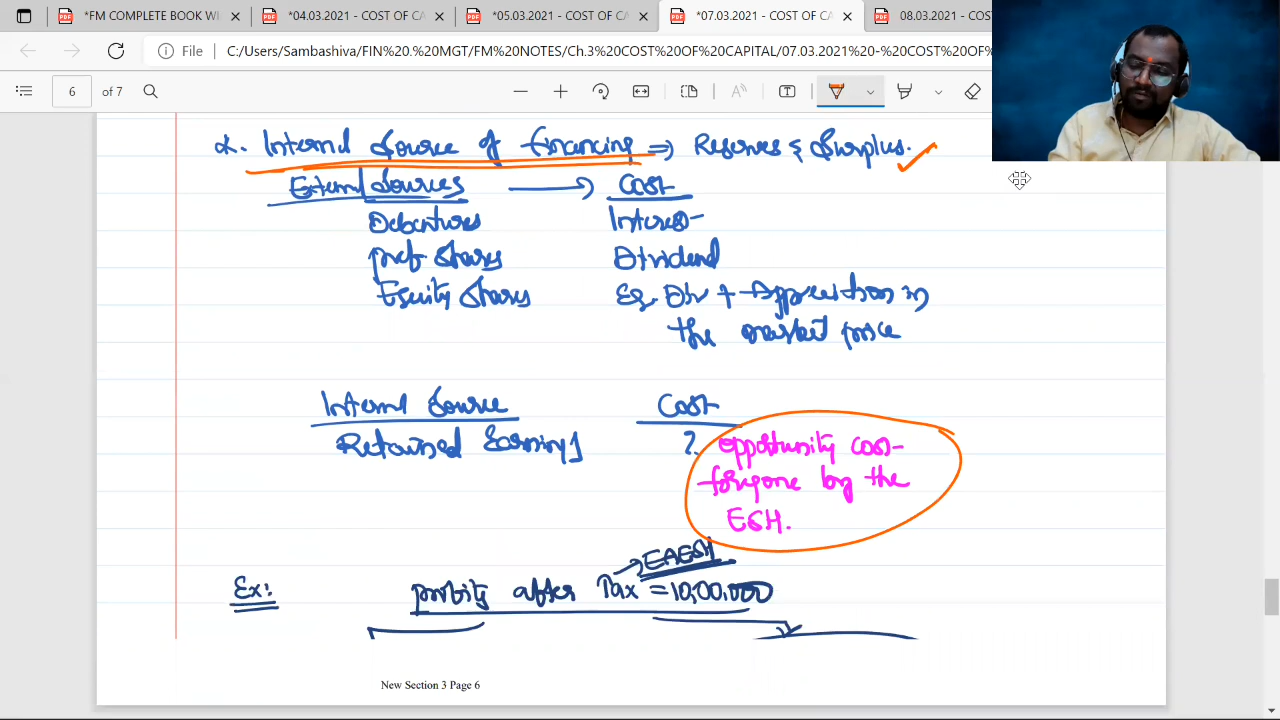 *FM COMPLETE BOOK WI
*04.03.2021 - COST OF CA
*05.03.2021 - COST OF CA
*07.03.2021 - COST OF CA
08.03.2021 - COST
File C:/Users/Sambashiva/FIN%20.%20MGT/FM%20NOTES/Ch.3%20COST%20OF%20CAPITAL/07.03.2021%20-%20COST%20OF%
6 of 7
2. Internal Source of financing ⇒ Reserves & Surplus.
External Sources → Cost
Debentures Interest
pref shares Dividend
Equity shares Eq. Div + Appreciation in
the market price
Internal Source Cost
Retained Earnings ? opportunity cost
foregone by the
ESH.
EAESH
Ex: profits after Tax = 10,00,000
New Section 3 Page 6